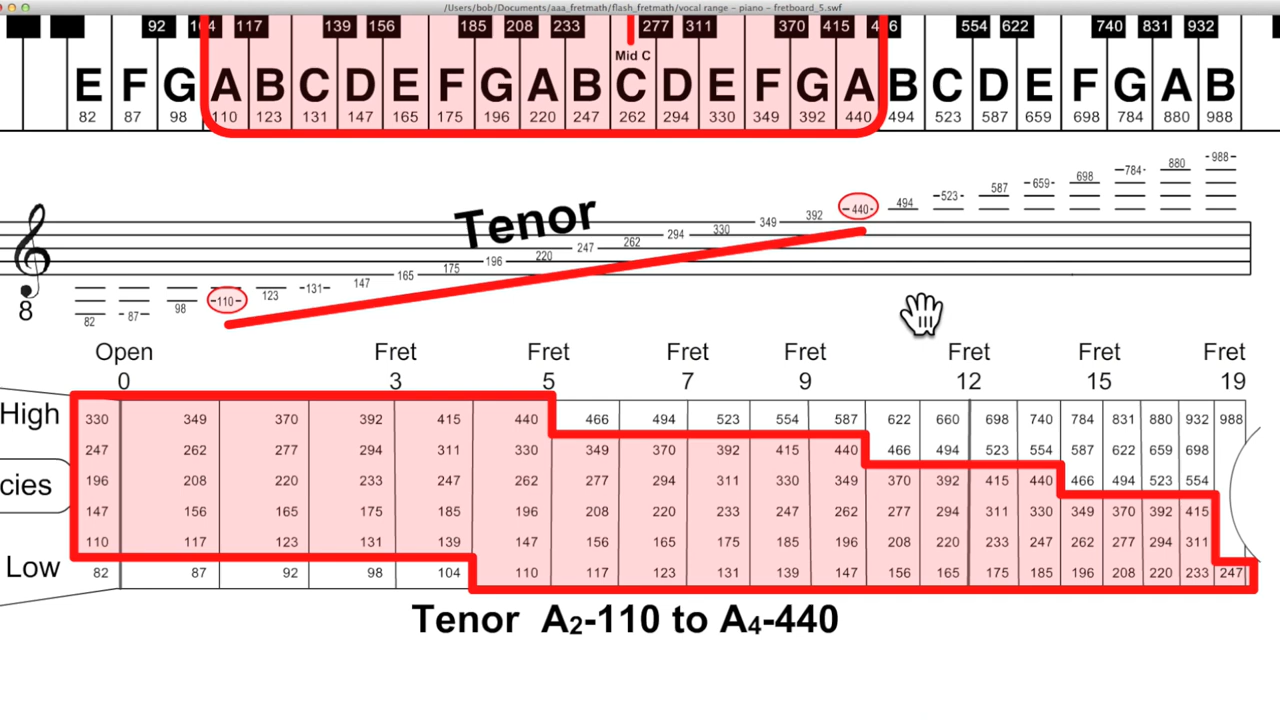 /Users/bob/Documents/aaa_fretmath/flash_fretmath/vocal range – piano – fretboard_5.swf
92 104 117 139 156 185 208 233 277 311 370 415 466 554 622 740 831 932
Mid C
E F G A B C D E F G A B C D E F G A B C D E F G A B
82 87 98 110 123 131 147 165 175 196 220 247 262 294 330 349 392 440 494 523 587 659 698 784 880 988
Tenor
82 -87- 98 -110- 123 -131- 147 165 175 196 220 247 262 294 330 349 392 -440- 494 -523- 587 -659- 698 -784- 880 -988-
8
Open Fret Fret Fret Fret Fret Fret Fret
0 3 5 7 9 12 15 19
High 330 349 370 392 415 440 466 494 523 554 587 622 660 698 740 784 831 880 932 988
247 262 277 294 311 330 349 370 392 415 440 466 494 523 554 587 622 659 698
cies 196 208 220 233 247 262 277 294 311 330 349 370 392 415 440 466 494 523 554
147 156 165 175 185 196 208 220 233 247 262 277 294 311 330 349 370 392 415
110 117 123 131 139 147 156 165 175 185 196 208 220 233 247 262 277 294 311
Low 82 87 92 98 104 110 117 123 131 139 147 156 165 175 185 196 208 220 233 247
Tenor A2-110 to A4-440